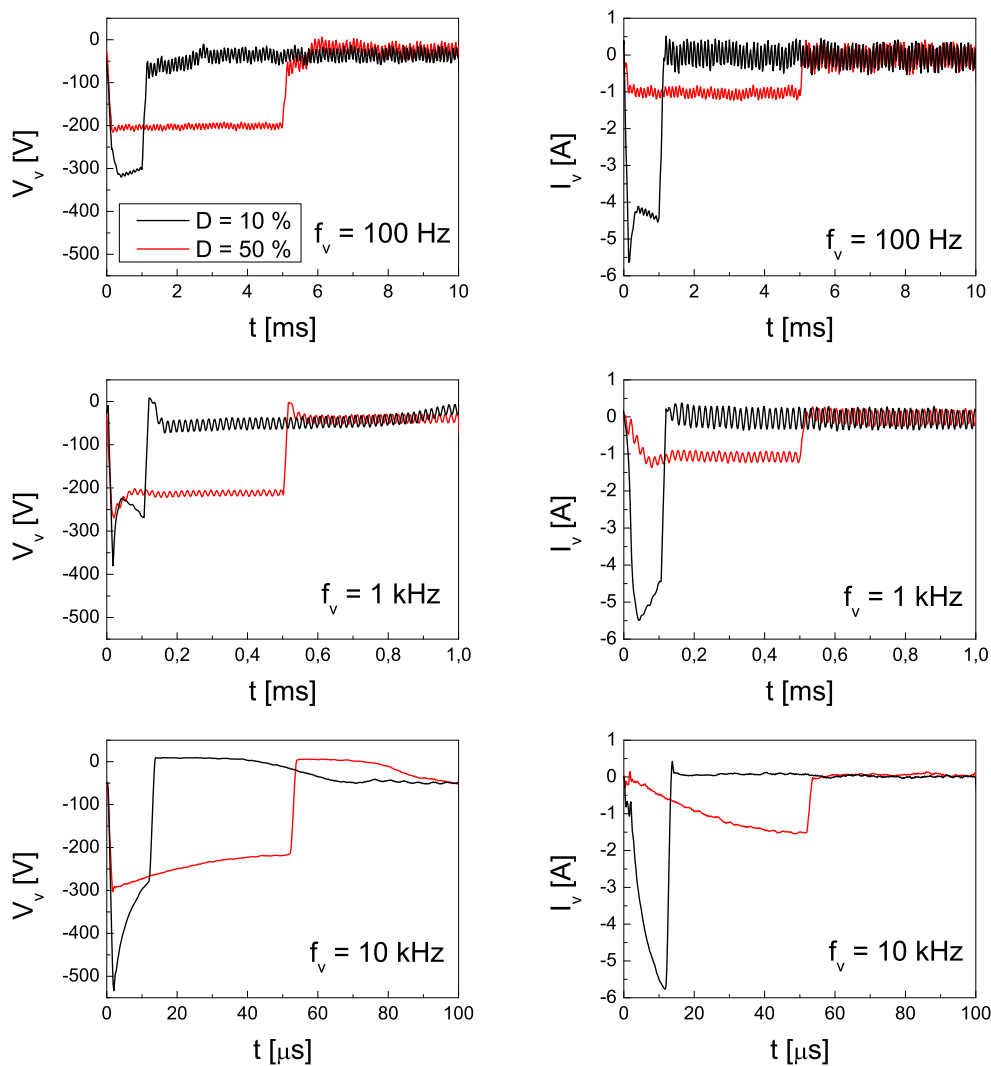 0
-100
-200
-300
-400
-500
V_v [V]
D = 10 %
D = 50 %
f_v = 100 Hz
0 2 4 6 8 10
t [ms]
1
0
-1
-2
-3
-4
-5
-6
I_v [A]
f_v = 100 Hz
0 2 4 6 8 10
t [ms]
0
-100
-200
-300
-400
-500
V_v [V]
f_v = 1 kHz
0 0,2 0,4 0,6 0,8 1,0
t [ms]
1
0
-1
-2
-3
-4
-5
-6
I_v [A]
f_v = 1 kHz
0 0,2 0,4 0,6 0,8 1,0
t [ms]
0
-100
-200
-300
-400
-500
V_v [V]
f_v = 10 kHz
0 20 40 60 80 100
t [μs]
1
0
-1
-2
-3
-4
-5
-6
I_v [A]
f_v = 10 kHz
0 20 40 60 80 100
t [μs]